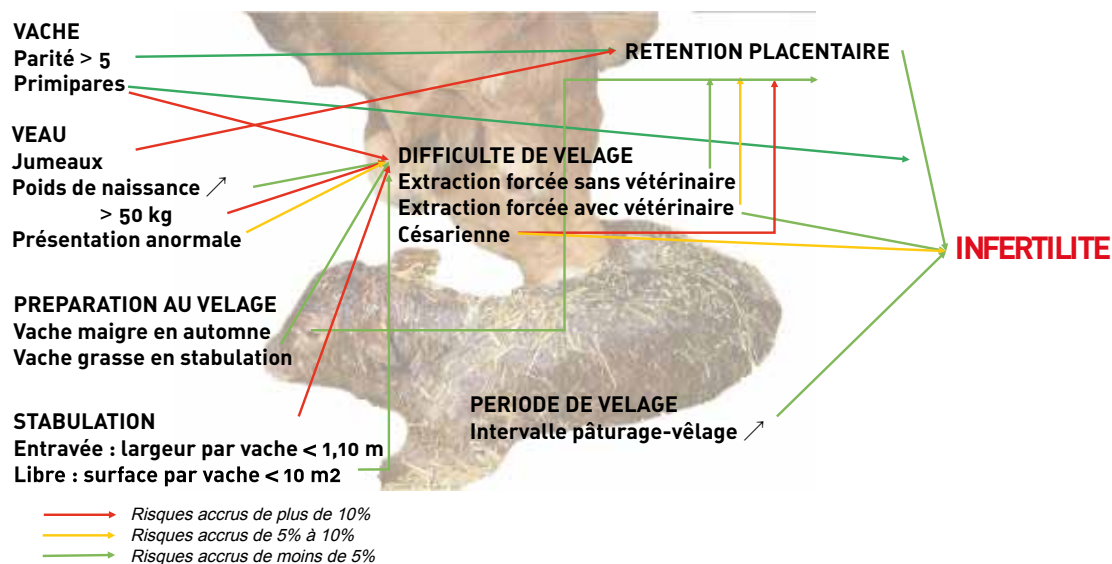 VACHE
Parité > 5
Primipares
RETENTION PLACENTAIRE
VEAU
Jumeaux
Poids de naissance ↗
> 50 kg
Présentation anormale
DIFFICULTE DE VELAGE
Extraction forcée sans vétérinaire
Extraction forcée avec vétérinaire
Césarienne
INFERTILITE
PREPARATION AU VELAGE
Vache maigre en automne
Vache grasse en stabulation
PERIODE DE VELAGE
Intervalle pâturage-vêlage ↗
STABULATION
Entravée : largeur par vache < 1,10 m
Libre : surface par vache < 10 m2
Risques accrus de plus de 10%
Risques accrus de 5% à 10%
Risques accrus de moins de 5%